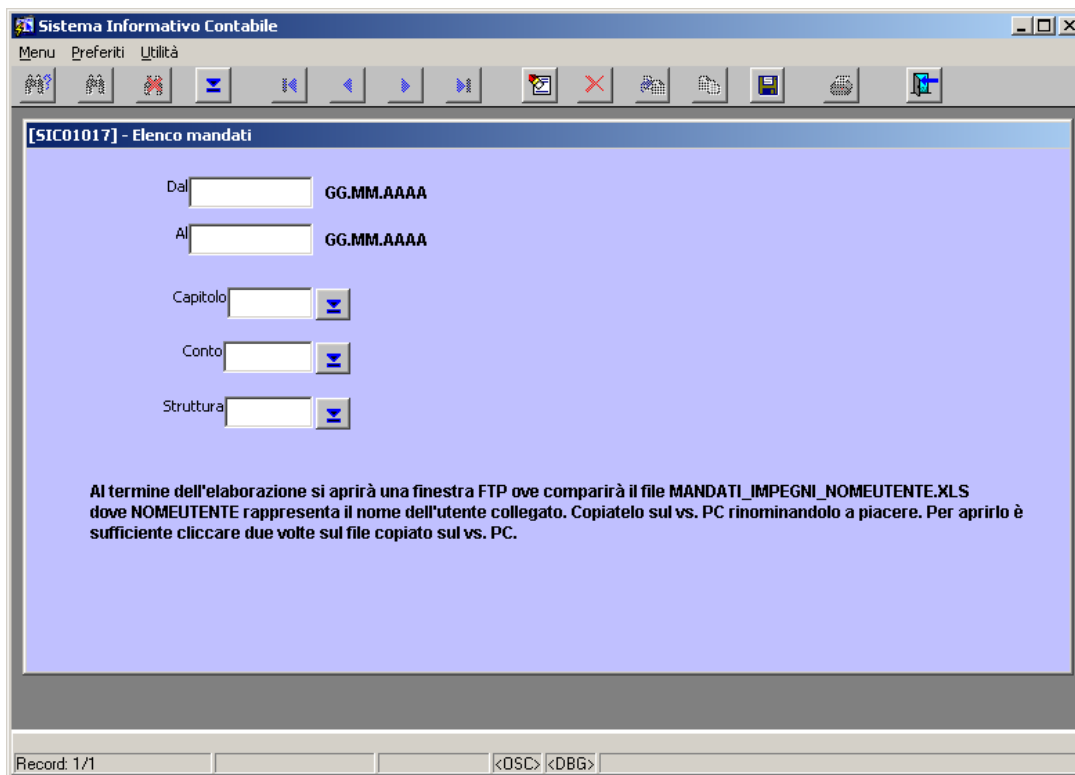 Sistema Informativo Contabile
Menu Preferiti Utilità
[SIC01017] - Elenco mandati
Dal GG.MM.AAAA
Al GG.MM.AAAA
Capitolo
Conto
Struttura
Al termine dell'elaborazione si aprirà una finestra FTP ove comparirà il file MANDATI_IMPEGNI_NOMEUTENTE.XLS
dove NOMEUTENTE rappresenta il nome dell'utente collegato. Copiatelo sul vs. PC rinominandolo a piacere. Per aprirlo è
sufficiente cliccare due volte sul file copiato sul vs. PC.
Record: 1/1 <OSC> <DBG>